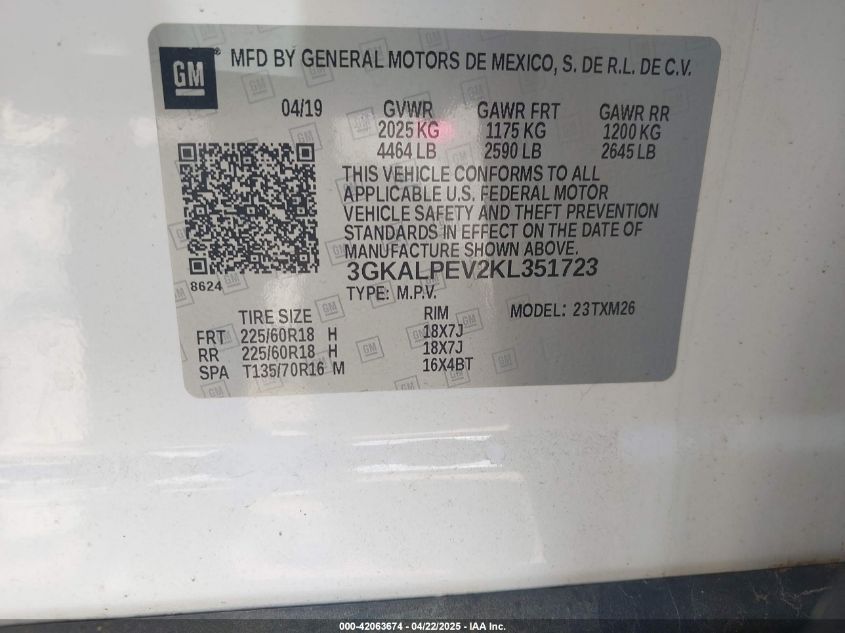 GM®
MFD BY GENERAL MOTORS DE MEXICO, S. DE R.L. DE C.V.
04/19 GVWR GAWR FRT GAWR RR
2025 KG 1175 KG 1200 KG
4464 LB 2590 LB 2645 LB
THIS VEHICLE CONFORMS TO ALL
APPLICABLE U.S. FEDERAL MOTOR
VEHICLE SAFETY AND THEFT PREVENTION
STANDARDS IN EFFECT ON THE DATE OF
MANUFACTURE SHOWN ABOVE.
8624
3GKALPEV2KL351723
TYPE: M.P.V. MODEL: 23TXM26
TIRE SIZE RIM
FRT 225/60R18 H 18X7J
RR 225/60R18 H 18X7J
SPA T135/70R16 M 16X4BT
000-42063674 - 04/22/2025 - IAA Inc.